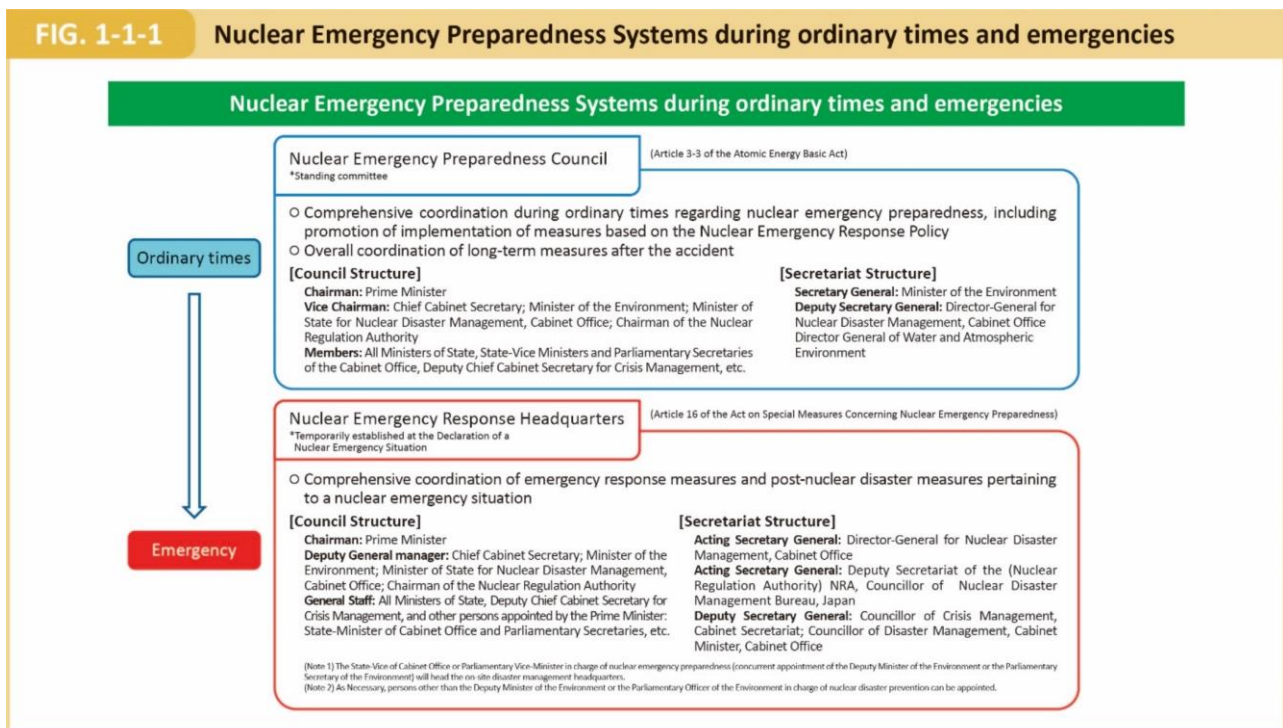 FIG. 1-1-1
Nuclear Emergency Preparedness Systems during ordinary times and emergencies
Nuclear Emergency Preparedness Systems during ordinary times and emergencies
Nuclear Emergency Preparedness Council
*Standing committee
(Article 3-3 of the Atomic Energy Basic Act)
Ordinary times
○ Comprehensive coordination during ordinary times regarding nuclear emergency preparedness, including
promotion of implementation of measures based on the Nuclear Emergency Response Policy
○ Overall coordination of long-term measures after the accident
[Council Structure]
Chairman: Prime Minister
Vice Chairman: Chief Cabinet Secretary; Minister of the Environment; Minister of
State for Nuclear Disaster Management, Cabinet Office; Chairman of the Nuclear
Regulation Authority
Members: All Ministers of State, State-Vice Ministers and Parliamentary Secretaries
of the Cabinet Office, Deputy Chief Cabinet Secretary for Crisis Management, etc.
[Secretariat Structure]
Secretary General: Minister of the Environment
Deputy Secretary General: Director-General for
Nuclear Disaster Management, Cabinet Office
Director General of Water and Atmospheric
Environment
Nuclear Emergency Response Headquarters
*Temporarily established at the Declaration of a
Nuclear Emergency Situation
(Article 16 of the Act on Special Measures Concerning Nuclear Emergency Preparedness)
Emergency
○ Comprehensive coordination of emergency response measures and post-nuclear disaster measures pertaining
to a nuclear emergency situation
[Council Structure]
Chairman: Prime Minister
Deputy General manager: Chief Cabinet Secretary; Minister of the
Environment; Minister of State for Nuclear Disaster Management,
Cabinet Office; Chairman of the Nuclear Regulation Authority
General Staff: All Ministers of State, Deputy Chief Cabinet Secretary for
Crisis Management, and other persons appointed by the Prime Minister:
State-Minister of Cabinet Office and Parliamentary Secretaries, etc.
[Secretariat Structure]
Acting Secretary General: Director-General for Nuclear Disaster
Management, Cabinet Office
Acting Secretary General: Deputy Secretariat of the (Nuclear
Regulation Authority) NRA, Councillor of Nuclear Disaster
Management Bureau, Japan
Deputy Secretary General: Councillor of Crisis Management,
Cabinet Secretariat; Councillor of Disaster Management, Cabinet
Minister, Cabinet Office
(Note 1) The State-Vice of Cabinet Office or Parliamentary Vice-Minister in charge of nuclear emergency preparedness (concurrent appointment of the Deputy Minister of the Environment or the Parliamentary
Secretary of the Environment) will head the on-site disaster management headquarters.
(Note 2) As Necessary, persons other than the Deputy Minister of the Environment or the Parliamentary Officer of the Environment in charge of nuclear disaster prevention can be appointed.